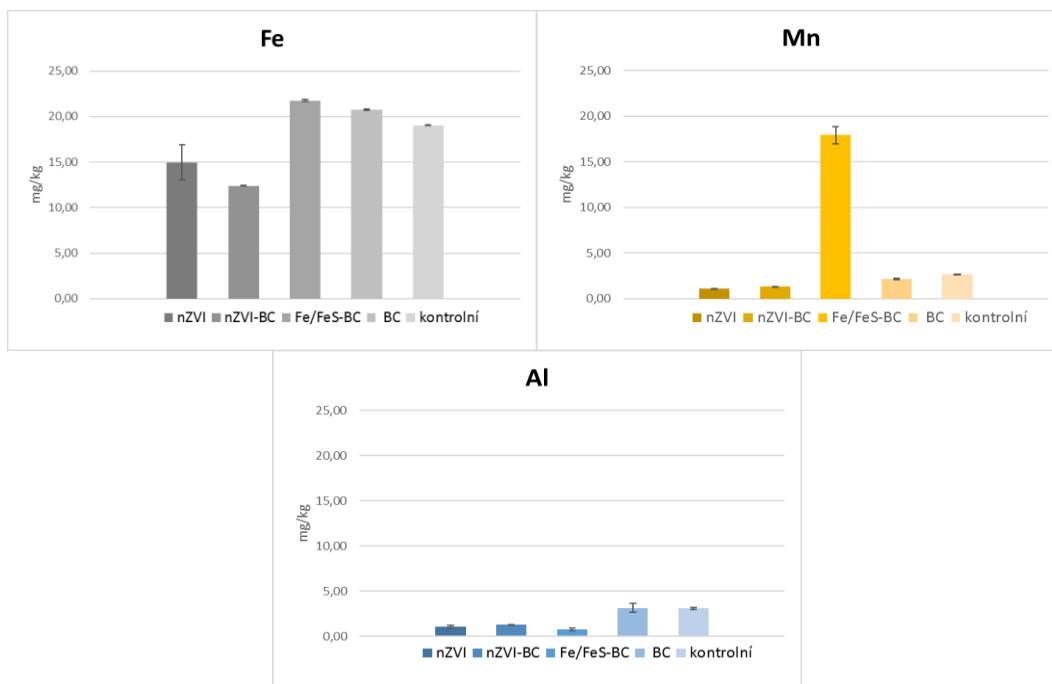 Fe
25,00
20,00
15,00
10,00
5,00
0,00
mg/kg
nZVI nZVI-BC Fe/FeS-BC BC kontrolní
Mn
25,00
20,00
15,00
10,00
5,00
0,00
mg/kg
nZVI nZVI-BC Fe/FeS-BC BC kontrolní
Al
25,00
20,00
15,00
10,00
5,00
0,00
mg/kg
nZVI nZVI-BC Fe/FeS-BC BC kontrolní